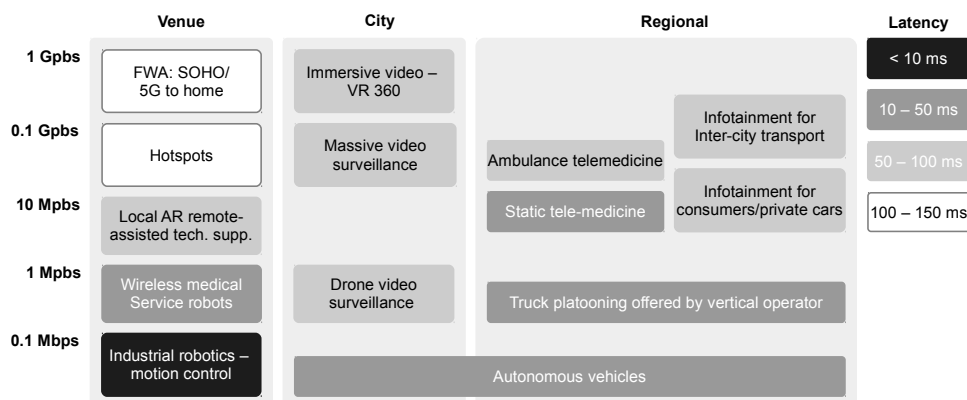 Venue
City
Regional
Latency
1 Gpbs
0.1 Gpbs
10 Mpbs
1 Mpbs
0.1 Mbps
FWA: SOHO/
5G to home
Hotspots
Local AR remote-
assisted tech. supp.
Wireless medical
Service robots
Industrial robotics –
motion control
Immersive video –
VR 360
Massive video
surveillance
Drone video
surveillance
Ambulance telemedicine
Static tele-medicine
Infotainment for
Inter-city transport
Infotainment for
consumers/private cars
Truck platooning offered by vertical operator
Autonomous vehicles
< 10 ms
10 – 50 ms
50 – 100 ms
100 – 150 ms